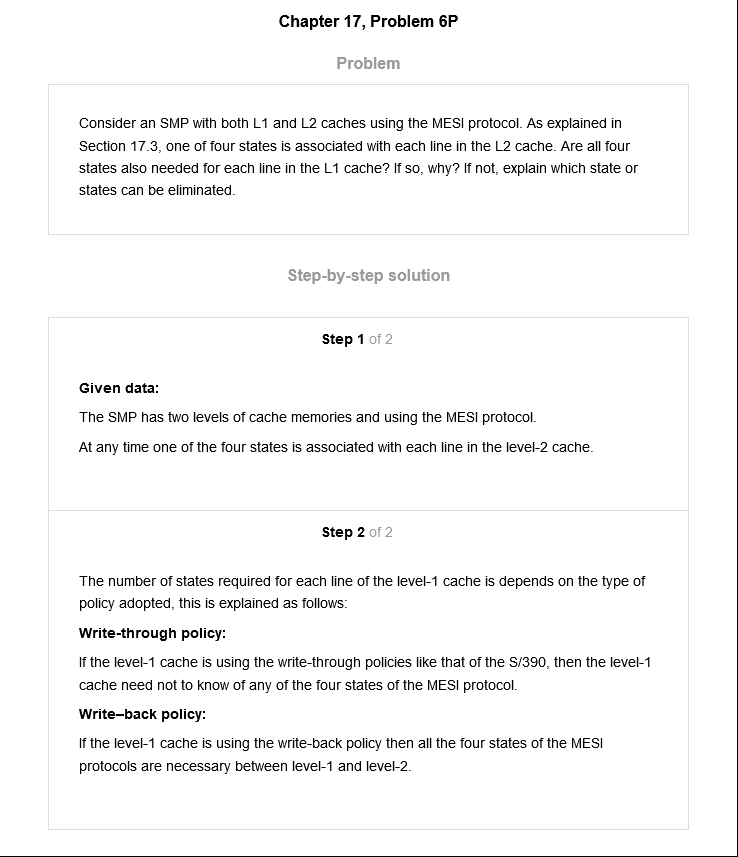 Chapter 17, Problem 6P
Problem
Consider an SMP with both L1 and L2 caches using the MESI protocol. As explained in
Section 17.3, one of four states is associated with each line in the L2 cache. Are all four
states also needed for each line in the L1 cache? If so, why? If not, explain which state or
states can be eliminated.
Step-by-step solution
Step 1 of 2
Given data:
The SMP has two levels of cache memories and using the MESI protocol.
At any time one of the four states is associated with each line in the level-2 cache.
Step 2 of 2
The number of states required for each line of the level-1 cache is depends on the type of
policy adopted, this is explained as follows:
Write-through policy:
If the level-1 cache is using the write-through policies like that of the S/390, then the level-1
cache need not to know of any of the four states of the MESI protocol.
Write–back policy:
If the level-1 cache is using the write-back policy then all the four states of the MESI
protocols are necessary between level-1 and level-2.